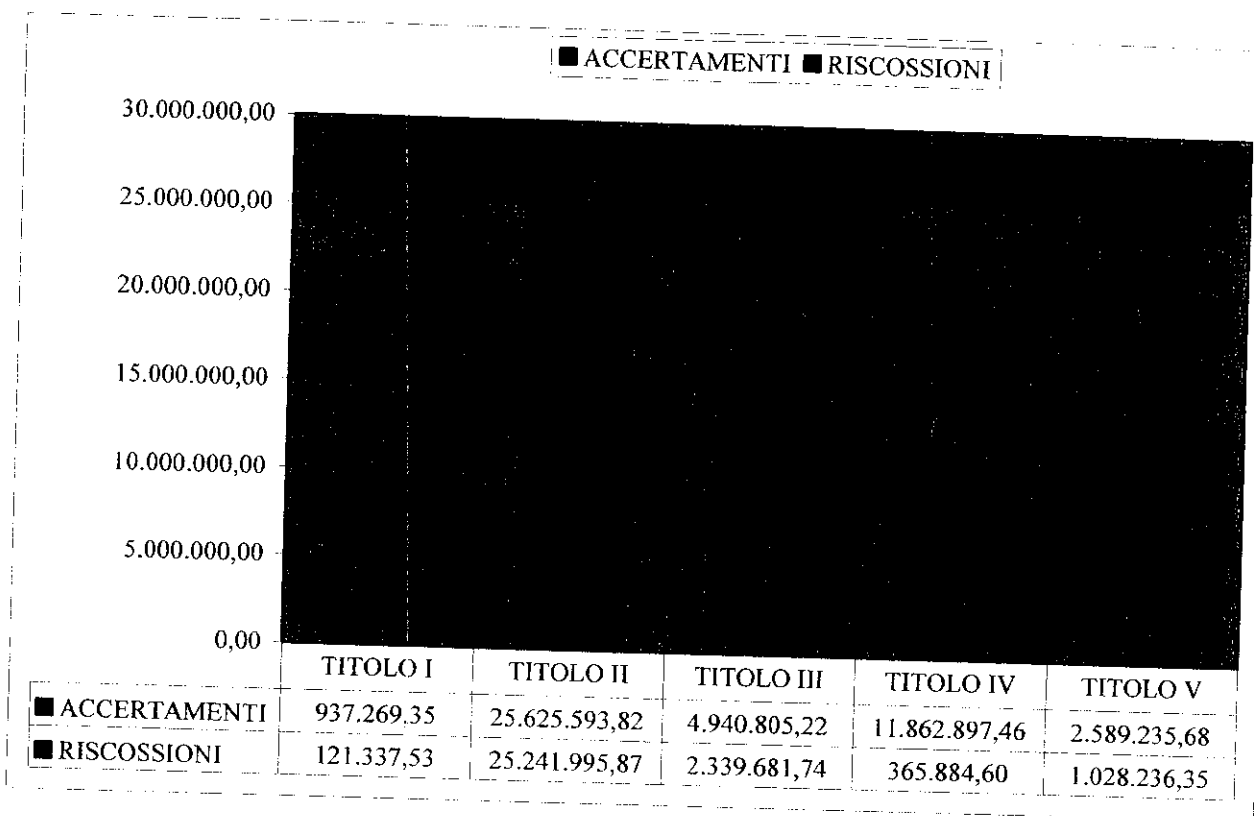 ACCERTAMENTI RISCOSSIONI
30.000.000,00
25.000.000,00
20.000.000,00
15.000.000,00
10.000.000,00
5.000.000,00
0,00
TITOLO I TITOLO II TITOLO III TITOLO IV TITOLO V
ACCERTAMENTI 937.269.35 25.625.593,82 4.940.805,22 11.862.897,46 2.589.235,68
RISCOSSIONI 121.337,53 25.241.995,87 2.339.681,74 365.884,60 1.028.236,35